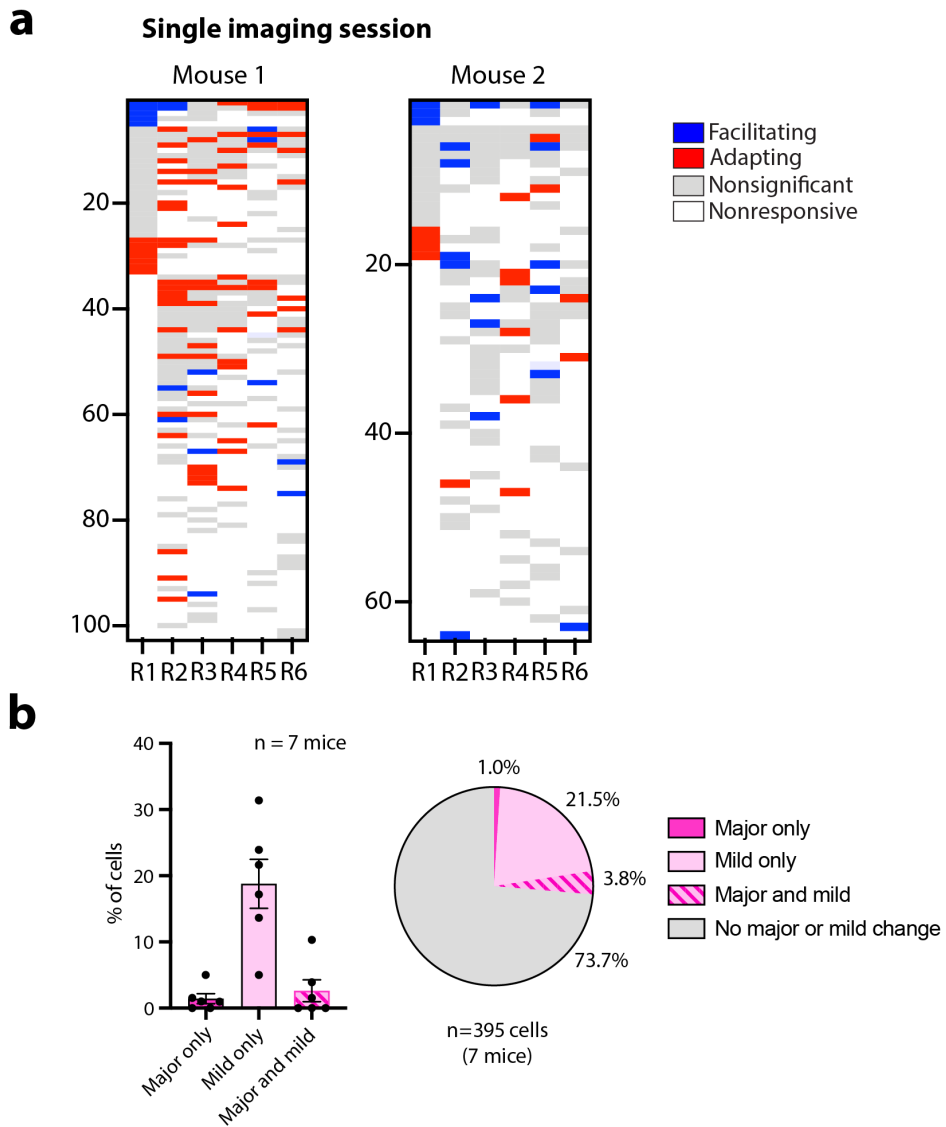 a
Single imaging session
Mouse 1
Mouse 2
20
40
60
80
100
R1 R2 R3 R4 R5 R6
20
40
60
R1 R2 R3 R4 R5 R6
Facilitating
Adapting
Nonsignificant
Nonresponsive
b
% of cells
40
30
20
10
0
n = 7 mice
Major only
Mild only
Major and mild
1.0%
21.5%
3.8%
73.7%
n=395 cells
(7 mice)
Major only
Mild only
Major and mild
No major or mild change